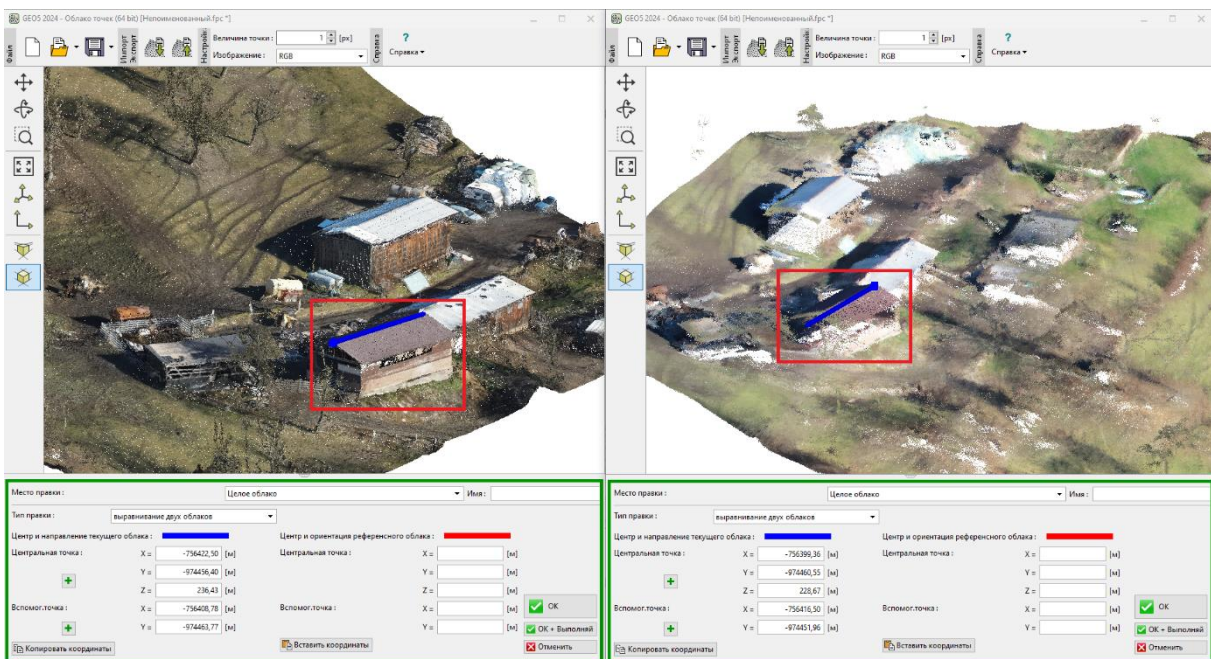 GEO5 2024 - Облако точек (64 bit) [Непоименованный.fpc *]
Файл
Импорт
Экспорт
Настройк
Величина точки : 1 [px]
Изображение : RGB
Справка
?
Справка
Место правки : Целое облако Имя :
Тип правки : выравнивание двух облаков
Центр и направление текущего облака : Центр и ориентация референсного облака :
Центральная точка : X = -756422,50 [м] Центральная точка : X = [м]
Y = -974456,40 [м] Y = [м]
Z = 236,43 [м] Z = [м]
Вспомог.точка : X = -756408,78 [м] Вспомог.точка : X = [м] OK
Y = -974463,77 [м] Y = [м] OK + Выполняй
Копировать координаты Вставить координаты Отменить
GEO5 2024 - Облако точек (64 bit) [Непоименованный.fpc *]
Файл
Импорт
Экспорт
Настройк
Величина точки : 1 [px]
Изображение : RGB
Справка
?
Справка
Место правки : Целое облако Имя :
Тип правки : выравнивание двух облаков
Центр и направление текущего облака : Центр и ориентация референсного облака :
Центральная точка : X = -756399,36 [м] Центральная точка : X = [м]
Y = -974460,55 [м] Y = [м]
Z = 228,67 [м] Z = [м]
Вспомог.точка : X = -756416,50 [м] Вспомог.точка : X = [м] OK
Y = -974451,96 [м] Y = [м] OK + Выполняй
Копировать координаты Вставить координаты Отменить